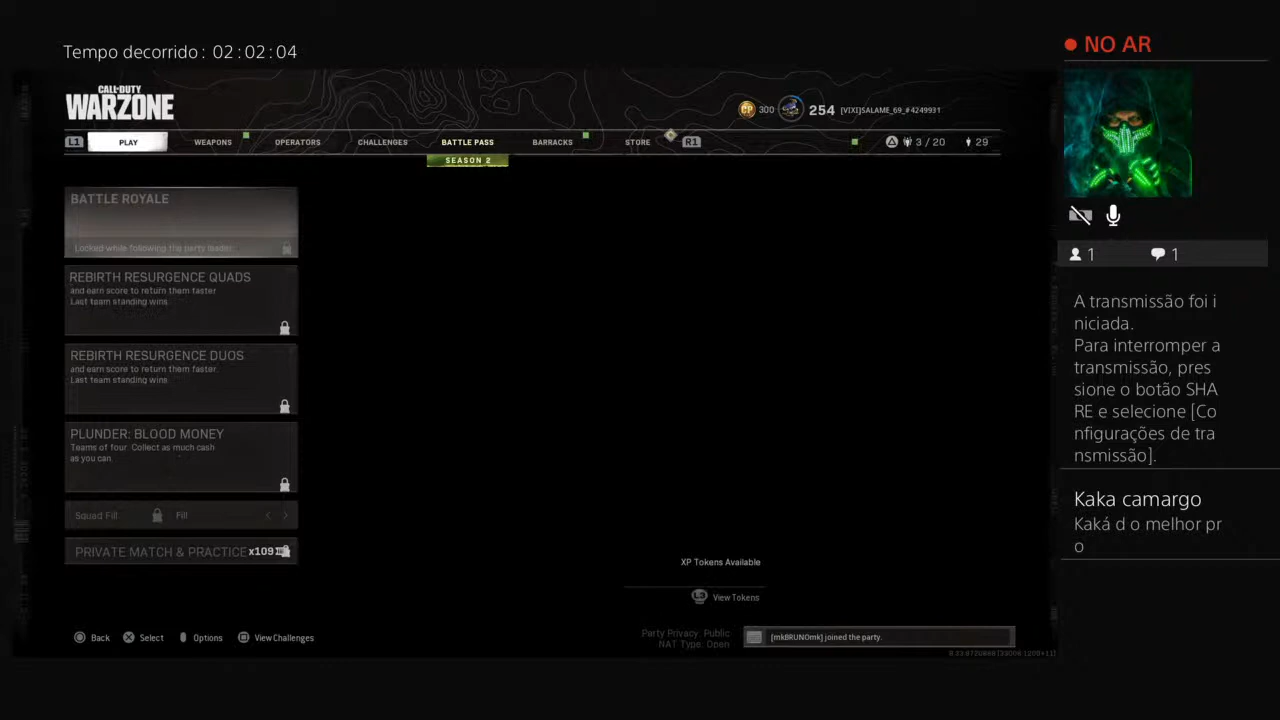 Tempo decorrido: 02:02:04
NO AR
CALL OF DUTY
WARZONE
CP 300 254 [VIXI]SALAME_69_#4249931
L1 PLAY WEAPONS OPERATORS CHALLENGES BATTLE PASS BARRACKS STORE R1 3 / 20 29
SEASON 2
BATTLE ROYALE
Locked while following the party leader.
REBIRTH RESURGENCE QUADS
and earn score to return them faster
Last team standing wins
REBIRTH RESURGENCE DUOS
and earn score to return them faster.
Last team standing wins
PLUNDER: BLOOD MONEY
Teams of four. Collect as much cash
as you can.
Squad Fill Fill
PRIVATE MATCH & PRACTICE x109
XP Tokens Available
L3 View Tokens
Back Select Options View Challenges
Party Privacy: Public
NAT Type: Open
[mkBRUNOmk] joined the party.
1 1
A transmissão foi i
niciada.
Para interromper a
transmissão, pres
sione o botão SHA
RE e selecione [Co
nfigurações de tra
nsmissão].
Kaka camargo
Kaká d o melhor pr
o